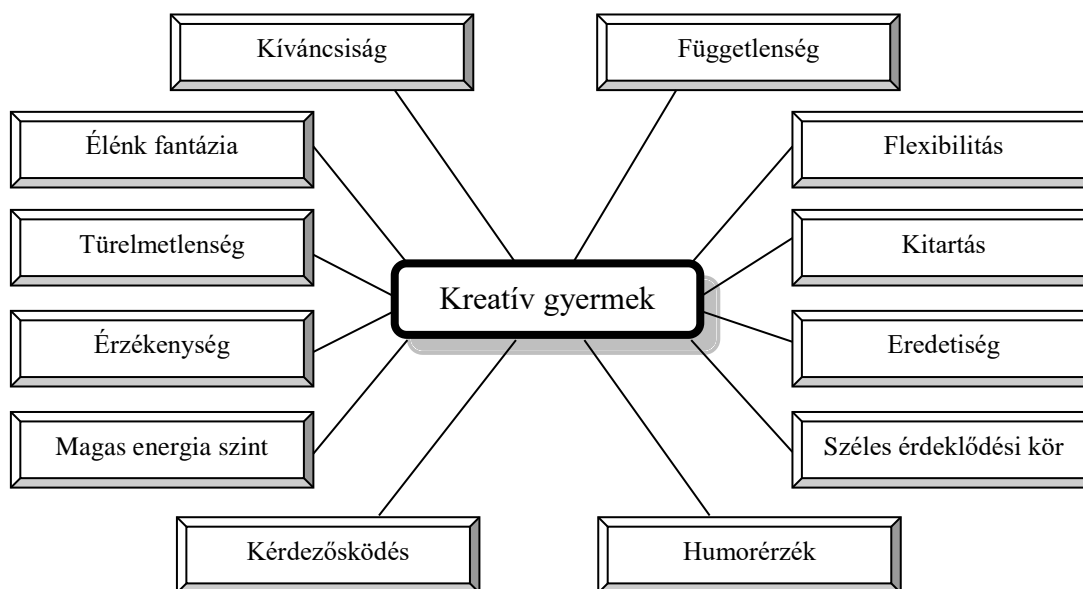 Kíváncsiság
Függetlenség
Élénk fantázia
Flexibilitás
Türelmetlenség
Kitartás
Kreatív gyermek
Érzékenység
Eredetiség
Magas energia szint
Széles érdeklődési kör
Kérdezősködés
Humorérzék